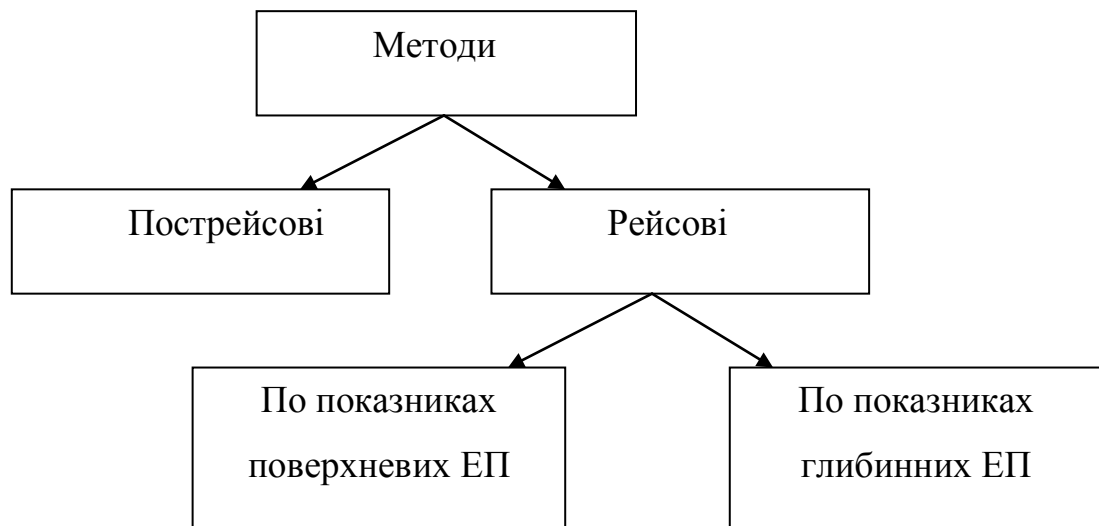 Методи
Пострейсові
Рейсові
По показниках
поверхневих ЕП
По показниках
глибинних ЕП